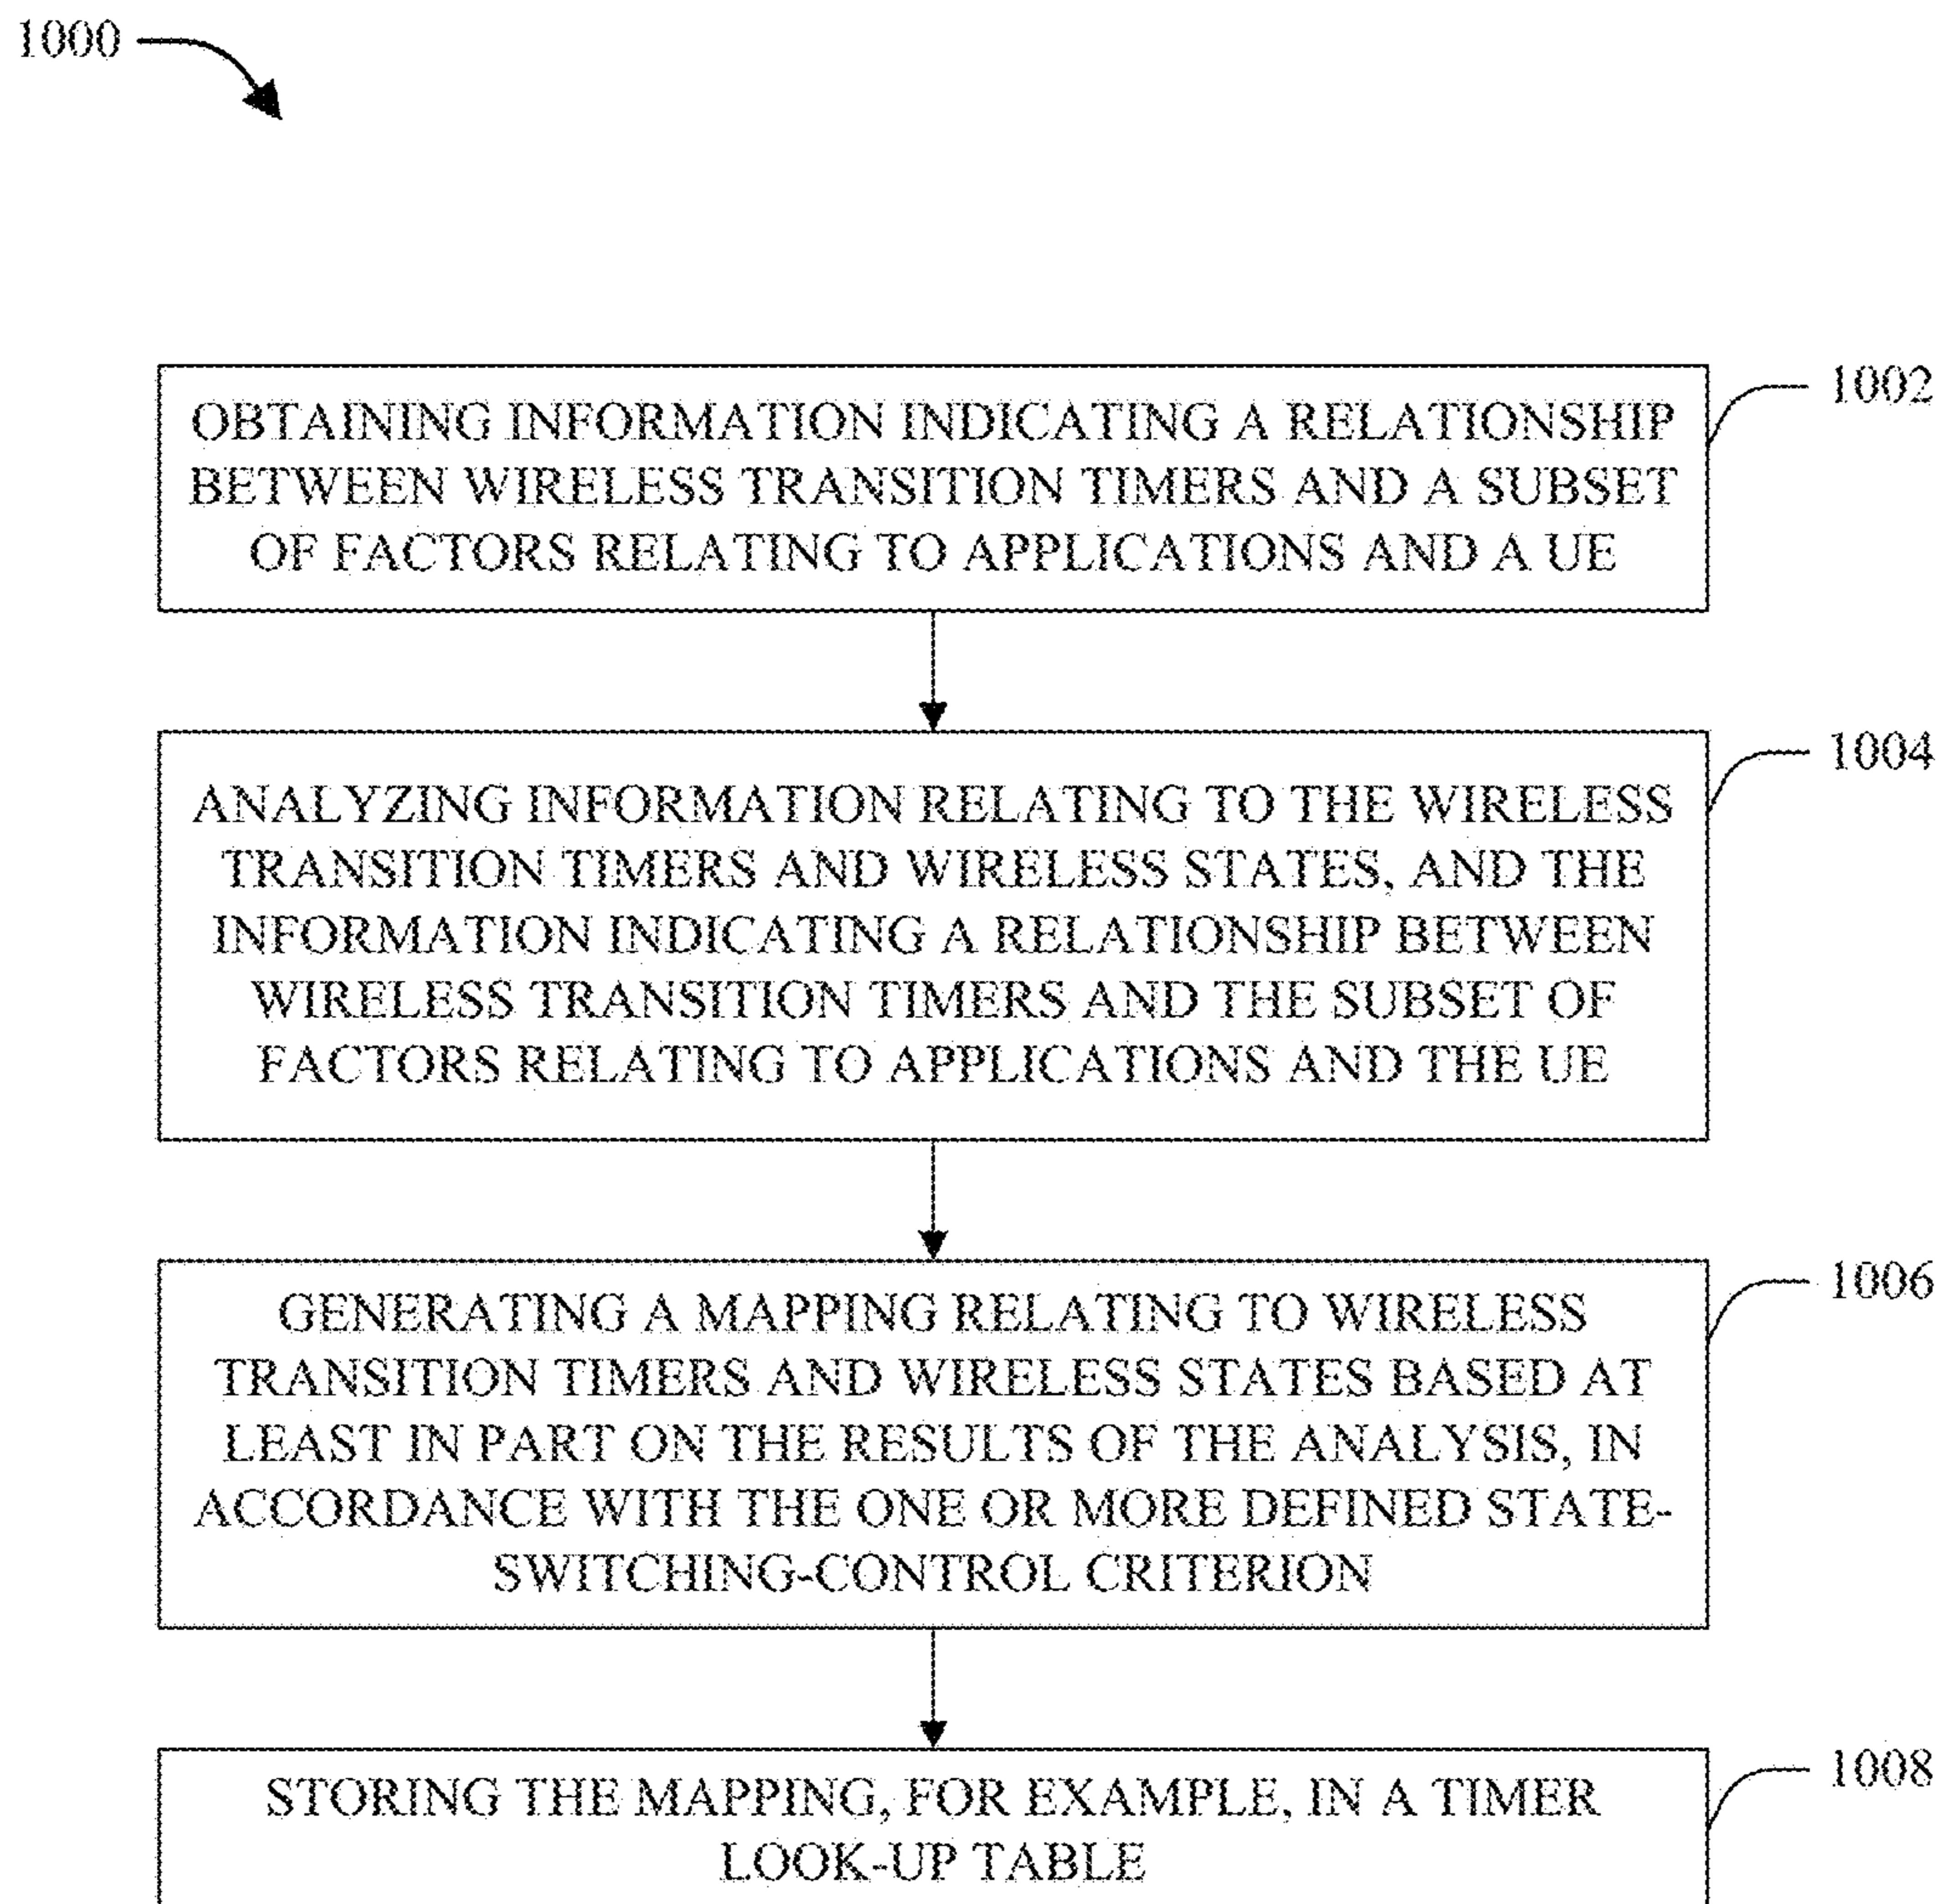 1000
OBTAINING INFORMATION INDICATING A RELATIONSHIP
1002
BETWEEN WIRELESS TRANSITION TIMERS AND A SUBSET
OF FACTORS RELATING TO APPLICATIONS AND A UE
1004
ANALYZING INFORMATION RELATING TO THE WIRELESS
TRANSITION TIMERS AND WIRELESS STATES, AND THE
INFORMATION INDICATING A RELATIONSHIP BETWEEN
WIRELESS TRANSITION TIMERS AND THE SUBSET OF
FACTORS RELATING TO APPLICATIONS AND THE UE
1006
GENERATING A MAPPING RELATING TO WIRELESS
TRANSITION TIMERS AND WIRELESS STATES BASED AT
LEAST IN PART ON THE RESULTS OF THE ANALYSIS, IN
ACCORDANCE WITH THE ONE OR MORE DEFINED STATE-
SWITCHING-CONTROL CRITERION
1008
STORING THE MAPPING, FOR EXAMPLE, IN A TIMER
LOOK-UP TABLE